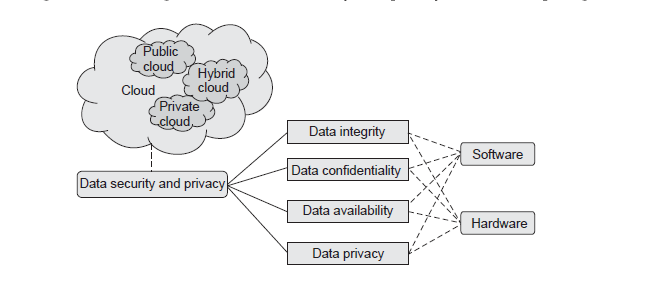 Public
cloud
Hybrid
cloud
Cloud
Private
cloud
Data integrity
Software
Data confidentiality
Data security and privacy
Data availability
Hardware
Data privacy